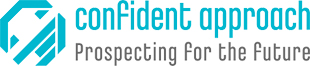 confident approach
Prospecting for the future